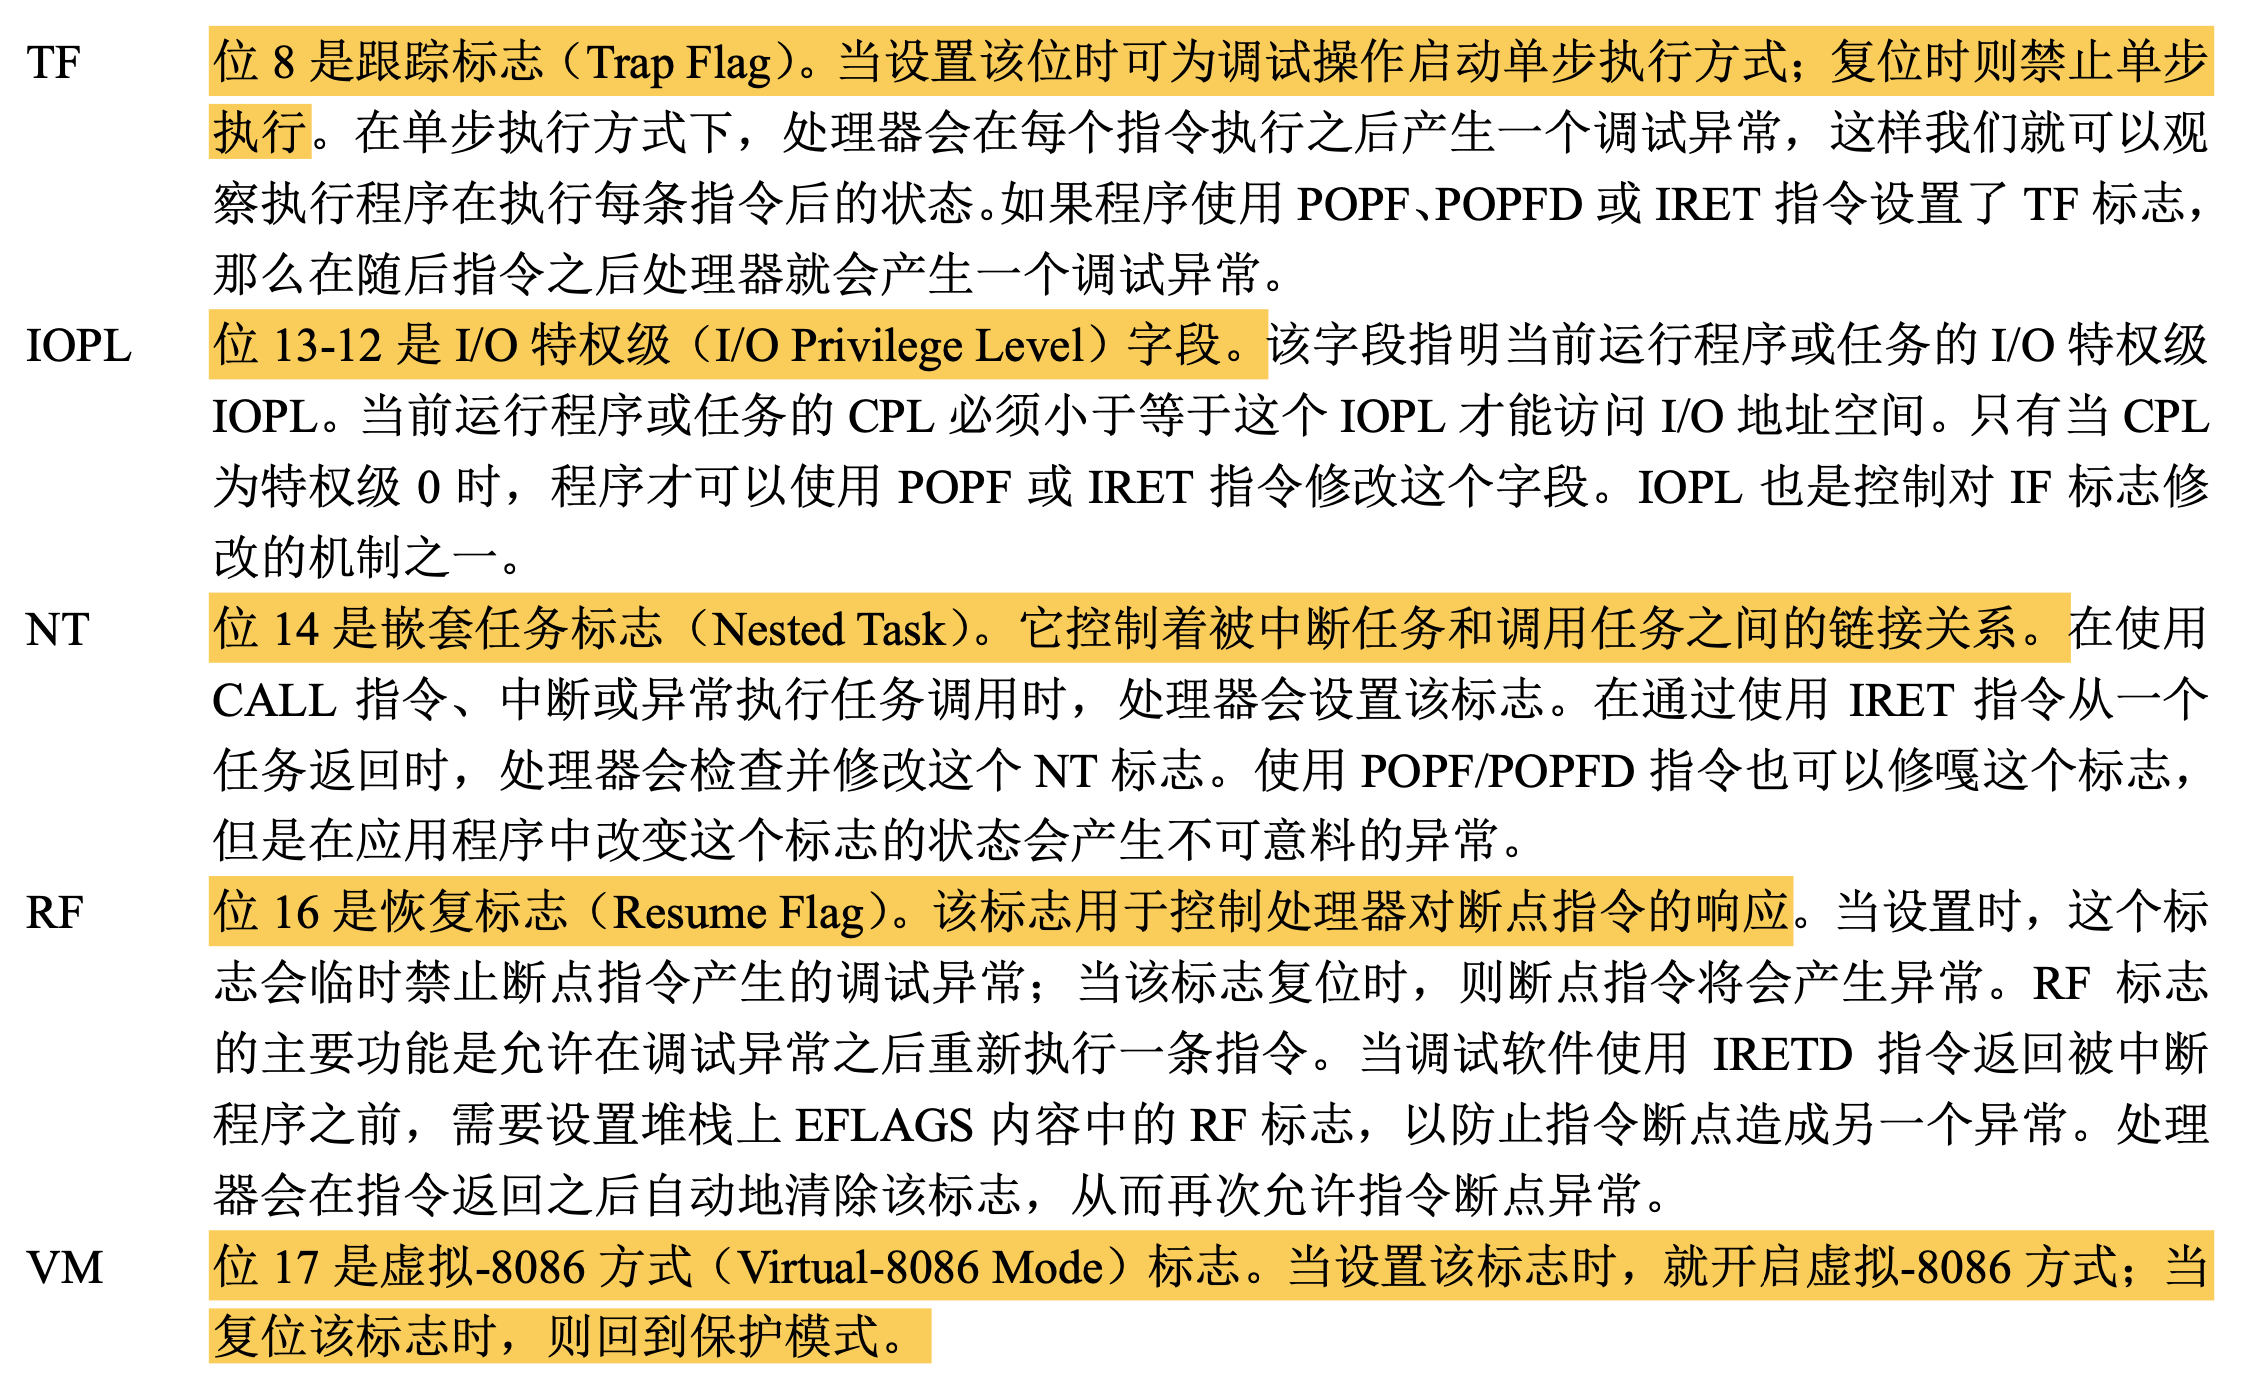 TF 位 8 是跟踪标志（Trap Flag）。当设置该位时可为调试操作启动单步执行方式；复位时则禁止单步
执行。在单步执行方式下，处理器会在每个指令执行之后产生一个调试异常，这样我们就可以观
察执行程序在执行每条指令后的状态。如果程序使用 POPF、POPFD 或 IRET 指令设置了 TF 标志，
那么在随后指令之后处理器就会产生一个调试异常。
IOPL 位 13-12 是 I/O 特权级（I/O Privilege Level）字段。该字段指明当前运行程序或任务的 I/O 特权级
IOPL。当前运行程序或任务的 CPL 必须小于等于这个 IOPL 才能访问 I/O 地址空间。只有当 CPL
为特权级 0 时，程序才可以使用 POPF 或 IRET 指令修改这个字段。IOPL 也是控制对 IF 标志修
改的机制之一。
NT 位 14 是嵌套任务标志（Nested Task）。它控制着被中断任务和调用任务之间的链接关系。在使用
CALL 指令、中断或异常执行任务调用时，处理器会设置该标志。在通过使用 IRET 指令从一个
任务返回时，处理器会检查并修改这个 NT 标志。使用 POPF/POPFD 指令也可以修嘎这个标志，
但是在应用程序中改变这个标志的状态会产生不可意料的异常。
RF 位 16 是恢复标志（Resume Flag）。该标志用于控制处理器对断点指令的响应。当设置时，这个标
志会临时禁止断点指令产生的调试异常；当该标志复位时，则断点指令将会产生异常。RF 标志
的主要功能是允许在调试异常之后重新执行一条指令。当调试软件使用 IRETD 指令返回被中断
程序之前，需要设置堆栈上 EFLAGS 内容中的 RF 标志，以防止指令断点造成另一个异常。处理
器会在指令返回之后自动地清除该标志，从而再次允许指令断点异常。
VM 位 17 是虚拟-8086 方式（Virtual-8086 Mode）标志。当设置该标志时，就开启虚拟-8086 方式；当
复位该标志时，则回到保护模式。